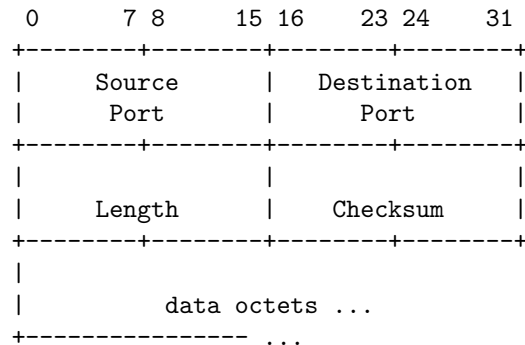 0      7 8     15 16    23 24    31
+--------+--------+--------+--------+
|     Source      |   Destination   |
|      Port       |      Port       |
+--------+--------+--------+--------+
|                 |                 |
|     Length      |    Checksum     |
+--------+--------+--------+--------+
|
|          data octets ...
+---------------- ...